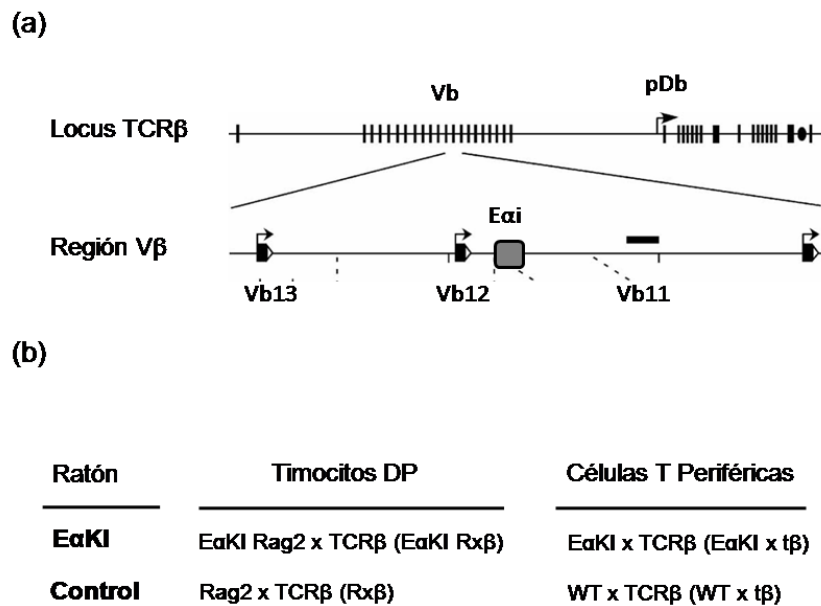 (a)
Vb
pDb
Locus TCRβ
Eαi
Región Vβ
Vb13
Vb12
Vb11
(b)
Ratón Timocitos DP Células T Periféricas
EαKI EαKI Rag2 x TCRβ (EαKI Rxβ) EαKI x TCRβ (EαKI x tβ)
Control Rag2 x TCRβ (Rxβ) WT x TCRβ (WT x tβ)